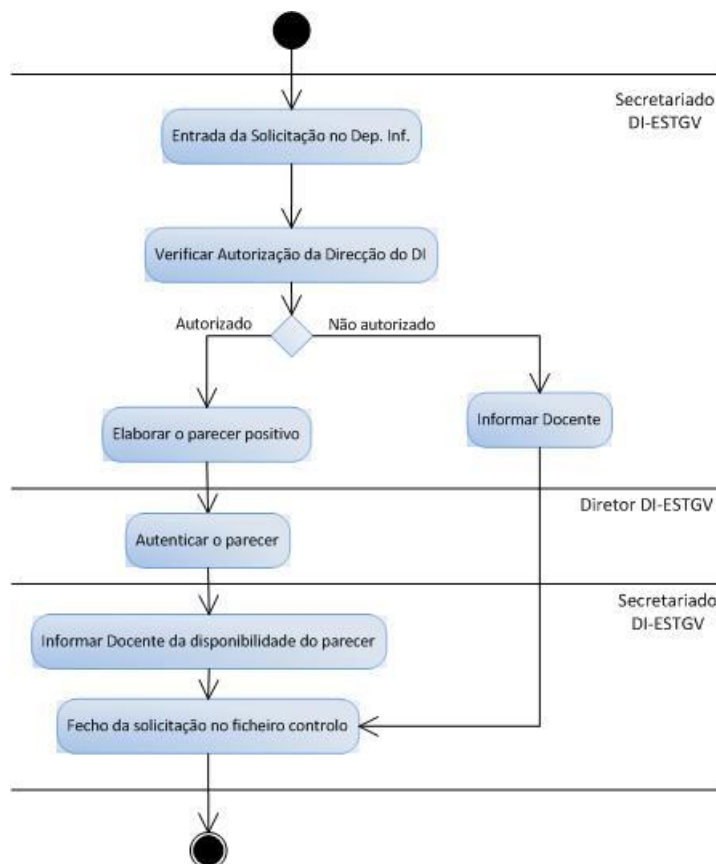 Secretariado
DI-ESTGV
Entrada da Solicitação no Dep. Inf.
Verificar Autorização da Direcção do DI
Autorizado
Não autorizado
Elaborar o parecer positivo
Informar Docente
Diretor DI-ESTGV
Autenticar o parecer
Secretariado
DI-ESTGV
Informar Docente da disponibilidade do parecer
Fecho da solicitação no ficheiro controlo